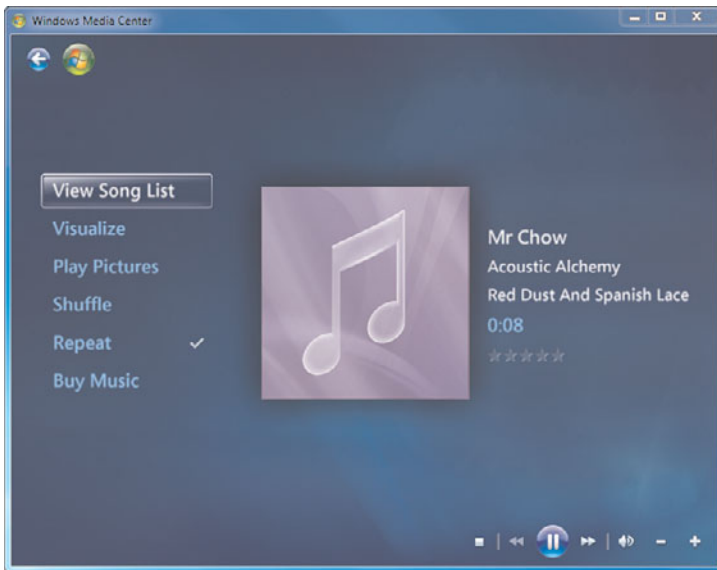 Windows Media Center
View Song List
Visualize
Play Pictures
Shuffle
Repeat
Buy Music
Mr Chow
Acoustic Alchemy
Red Dust And Spanish Lace
0:08